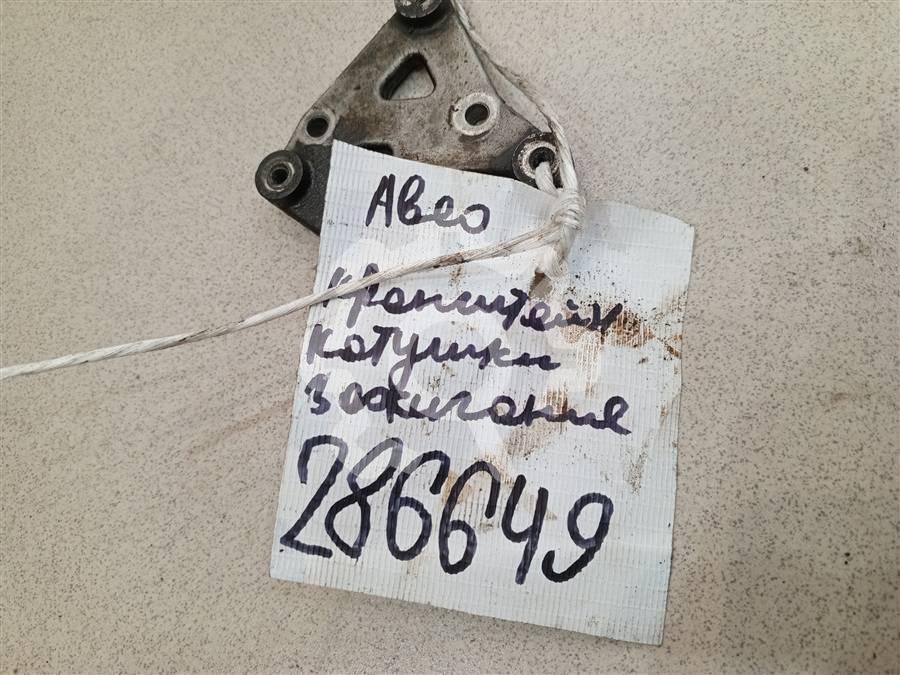 Авео
кронштейн
катушки
зажигания
286649